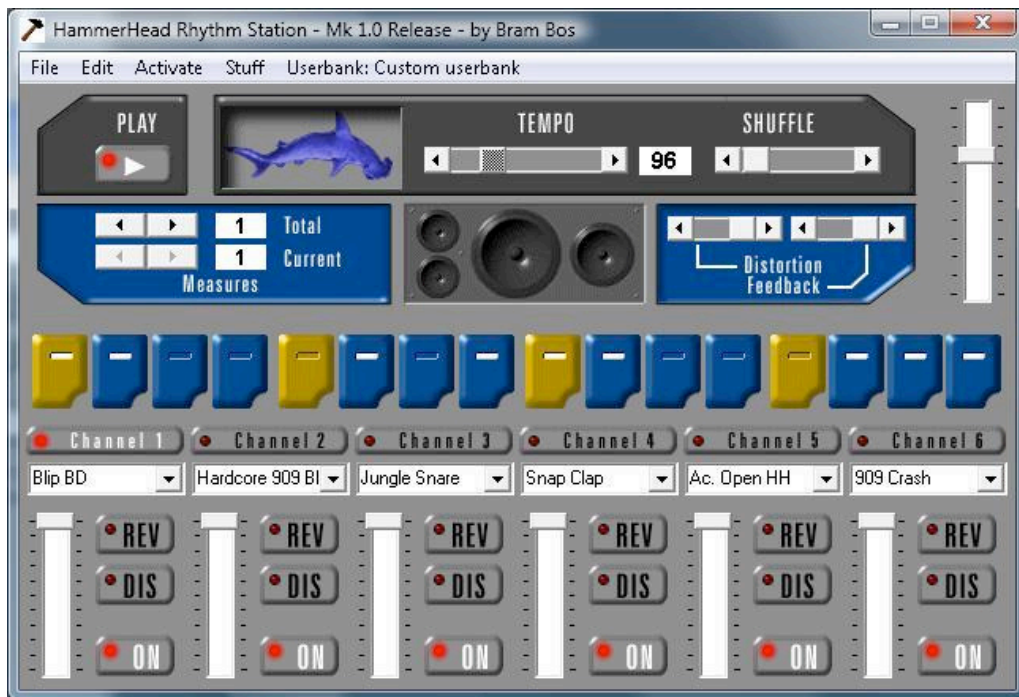 HammerHead Rhythm Station - Mk 1.0 Release - by Bram Bos
File Edit Activate Stuff Userbank: Custom userbank
PLAY TEMPO SHUFFLE
96
1 Total
1 Current
Measures
Distortion
Feedback
Channel 1 Channel 2 Channel 3 Channel 4 Channel 5 Channel 6
Blip BD Hardcore 909 Bl Jungle Snare Snap Clap Ac. Open HH 909 Crash
REV REV REV REV REV REV
DIS DIS DIS DIS DIS DIS
ON ON ON ON ON ON